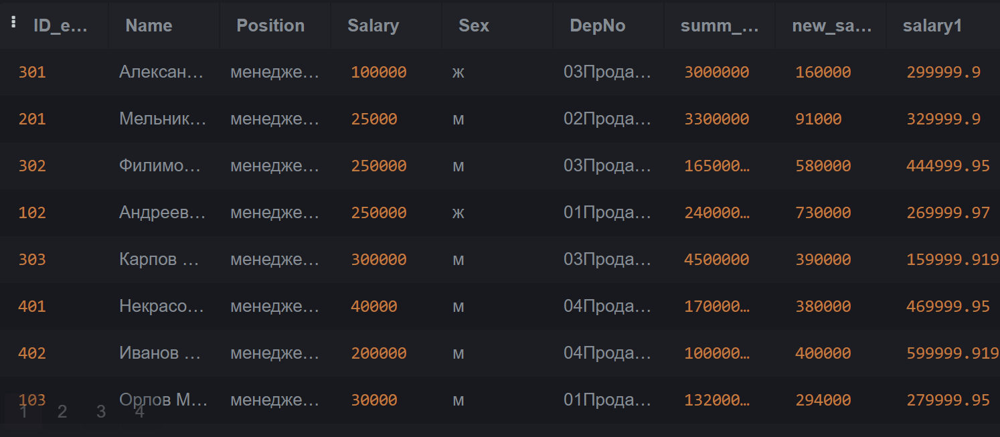 ID_e... Name Position Salary Sex DepNo summ_... new_sa... salary1
301 Алексан... менедже... 100000 ж 03Прода... 3000000 160000 299999.9
201 Мельник... менедже... 25000 м 02Прода... 3300000 91000 329999.9
302 Филимо... менедже... 250000 м 03Прода... 165000... 580000 444999.95
102 Андреев... менедже... 250000 ж 01Прода... 240000... 730000 269999.97
303 Карпов ... менедже... 300000 м 03Прода... 4500000 390000 159999.919
401 Некрасо... менедже... 40000 м 04Прода... 170000... 380000 469999.95
402 Иванов ... менедже... 200000 м 04Прода... 100000... 400000 599999.919
103 Орлов М... менедже... 30000 м 01Прода... 132000... 294000 279999.95
1 2 3 4